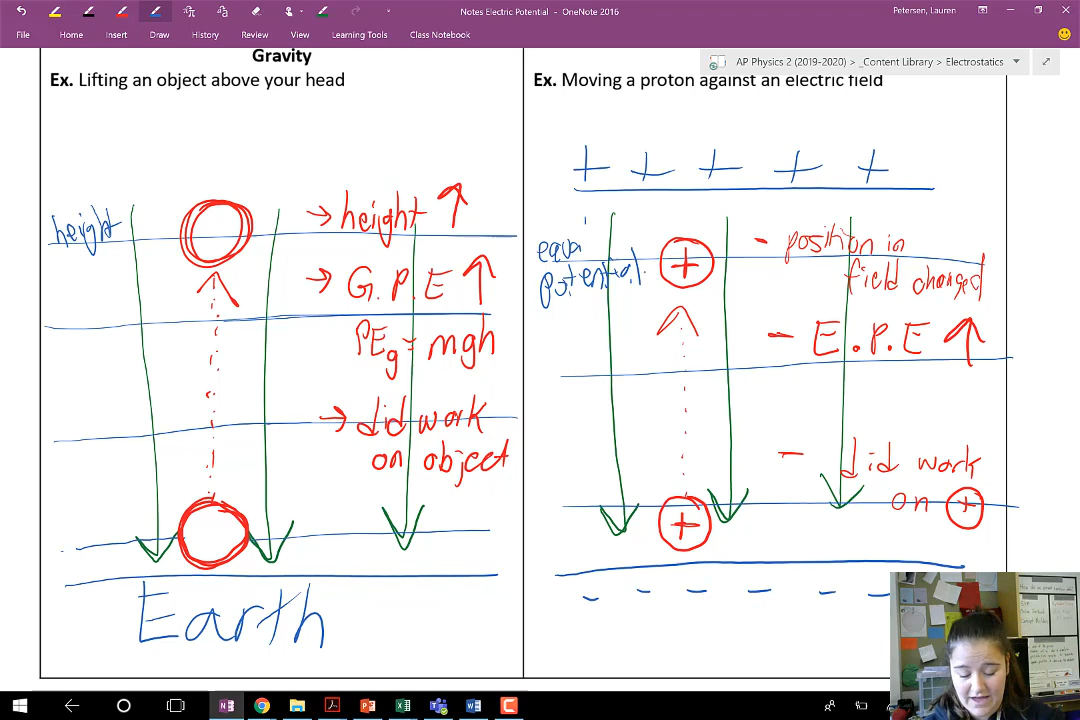 Notes Electric Potential - OneNote 2016
Petersen, Lauren
File Home Insert Draw History Review View Learning Tools Class Notebook
AP Physics 2 (2019-2020) > _Content Library > Electrostatics
Gravity
Ex. Lifting an object above your head
height
→ height ↑
→ G.P.E ↑
PEg = mgh
→ did work
on object
Earth
Ex. Moving a proton against an electric field
+ + + + +
equi
potential
+
- position in
field changed
- E.P.E ↑
- did work
on +
+
- - - - - -